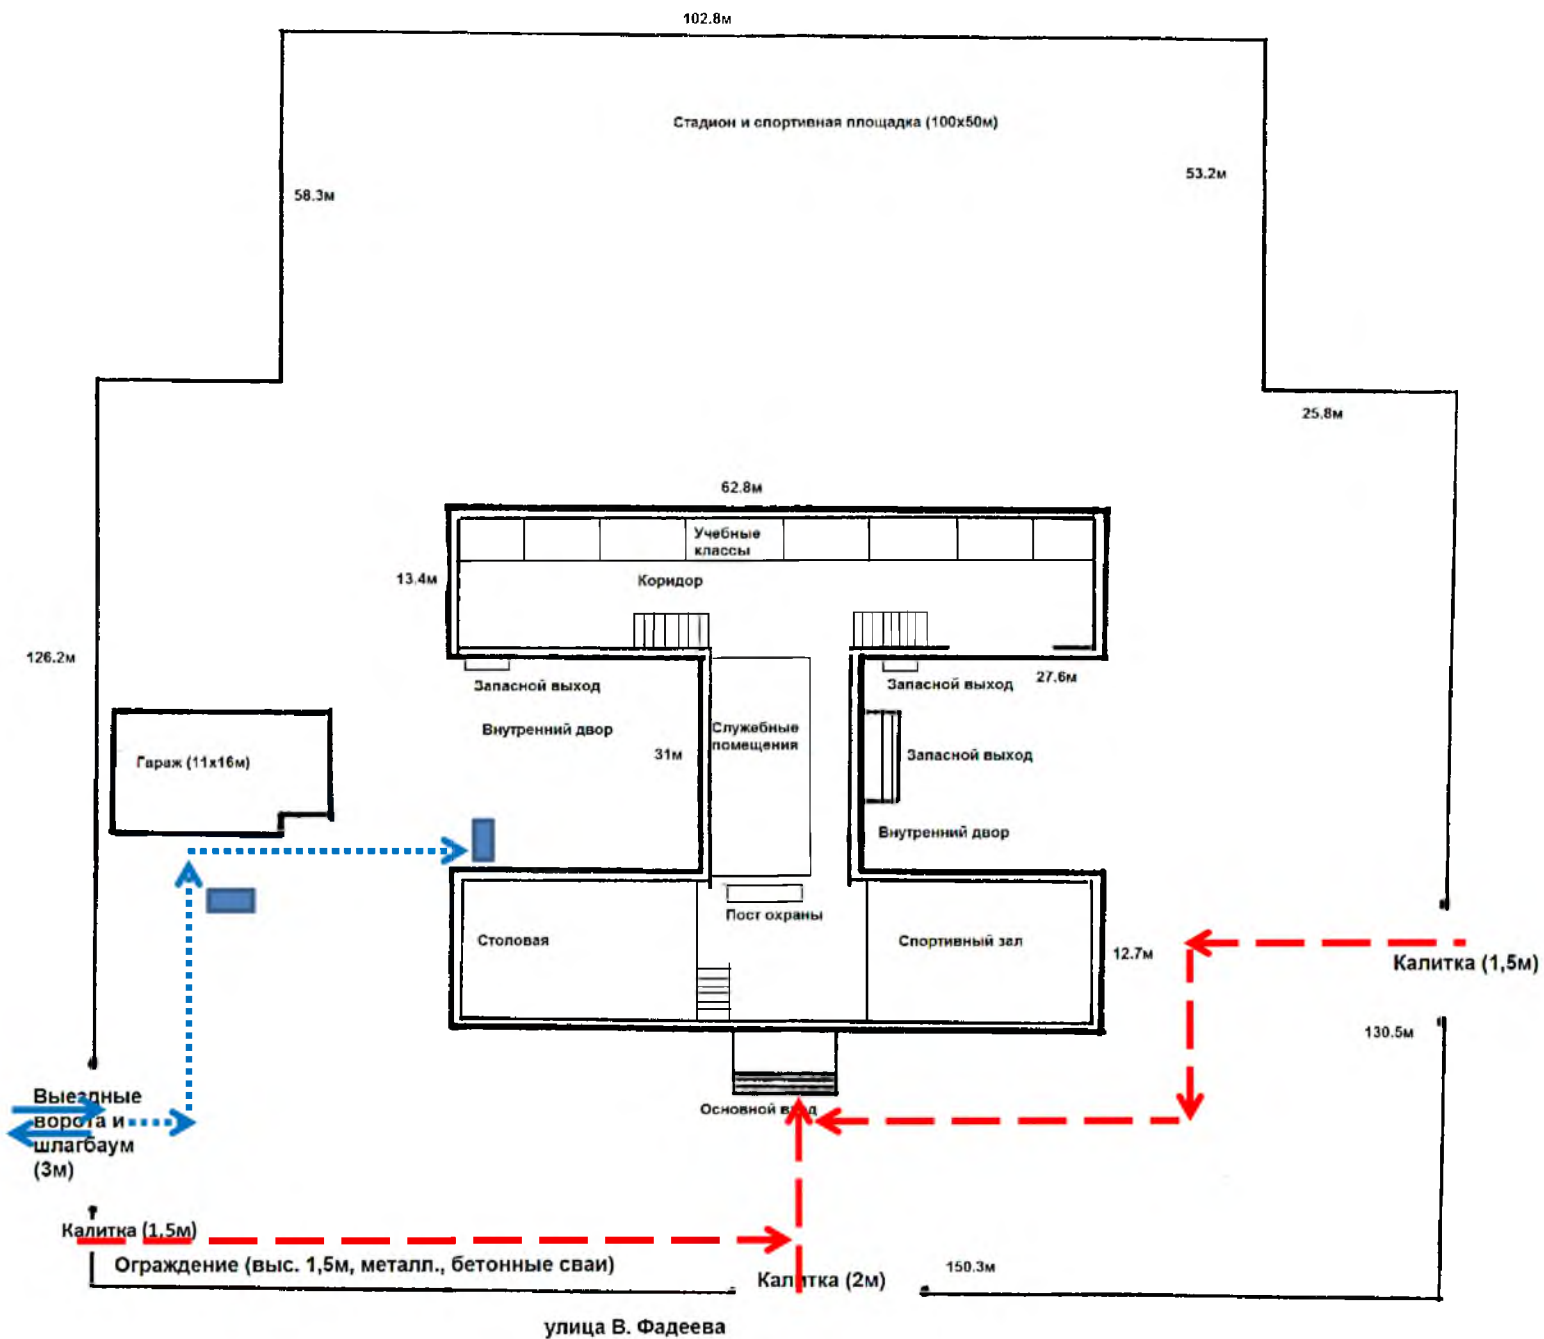 102.8м
Стадион и спортивная площадка (100х50м)
58.3м
53.2м
25.8м
62.8м
Учебные
классы
13.4м
Коридор
126.2м
Запасной выход
Запасной выход
27.6м
Внутренний двор
31м
Служебные
помещения
Запасной выход
Гараж (11х16м)
Внутренний двор
Пост охраны
Столовая
Спортивный зал
12.7м
Калитка (1,5м)
130.5м
Выездные
ворота и
шлагбаум
(3м)
Основной вход
Калитка (1,5м)
Ограждение (выс. 1,5м, металл., бетонные сваи)
Калитка (2м)
150.3м
улица В. Фадеева